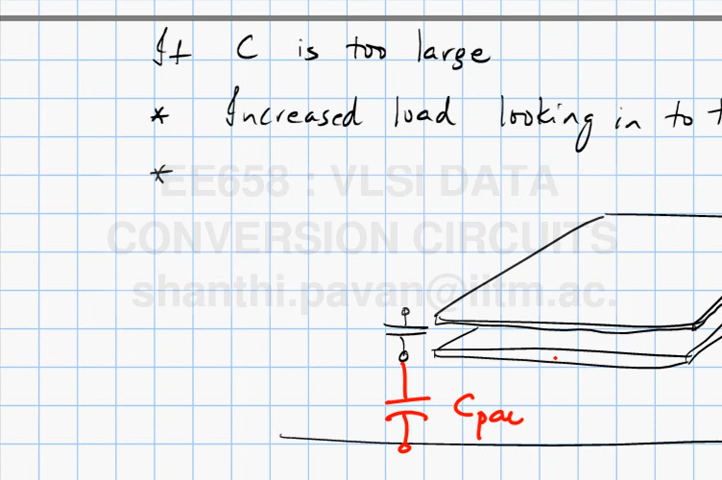 If C is too large
* Increased load looking in to t
*
EE658 : VLSI DATA
CONVERSION CIRCUITS
shanthi.pavan@iitm.ac.
Cpar